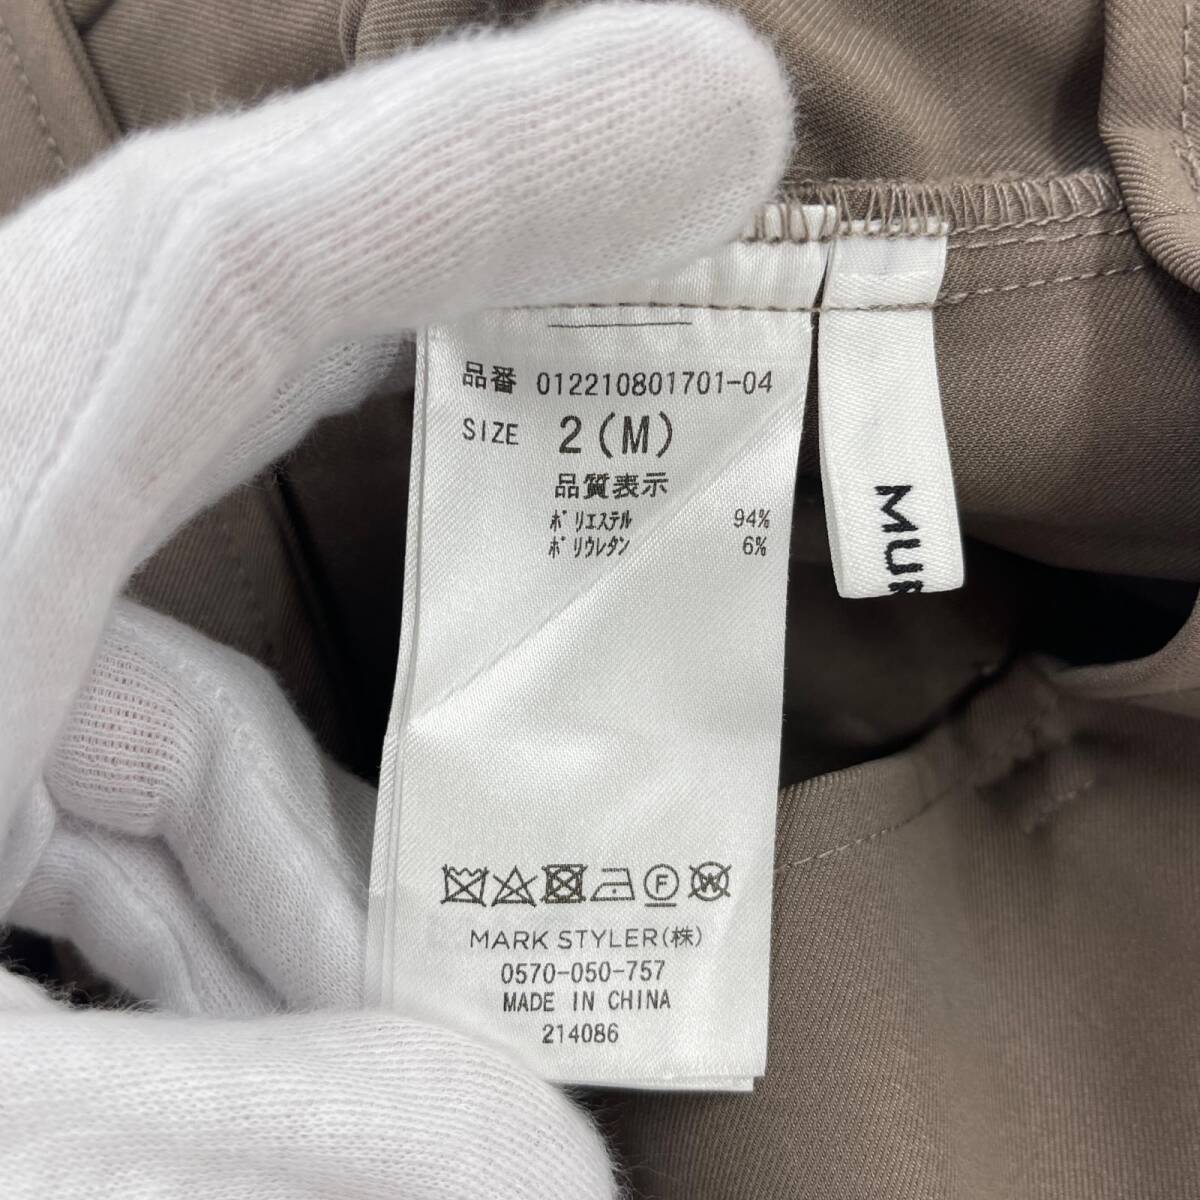 品番 012210801701-04
SIZE 2(M)
品質表示
ポリエステル 94%
ポリウレタン 6%
F W
MARK STYLER(株)
0570-050-757
MADE IN CHINA
214086